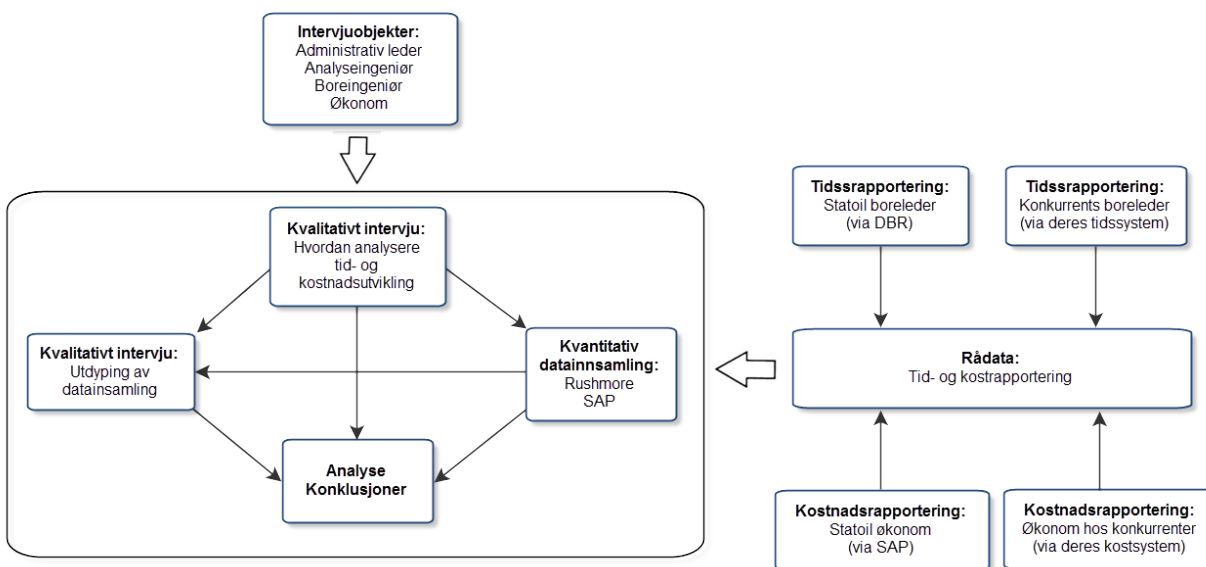 Intervjuobjekter:
Administrativ leder
Analyseingeniør
Boreingeniør
Økonom
Kvalitativt intervju:
Hvordan analysere
tid- og
kostnadsutvikling
Kvalitativt intervju:
Utdyping av
datainsamling
Kvantitativ
datainnsamling:
Rushmore
SAP
Analyse
Konklusjoner
Tidssrapportering:
Statoil boreleder
(via DBR)
Tidssrapportering:
Konkurrents boreleder
(via deres tidssystem)
Rådata:
Tid- og kostrapportering
Kostnadsrapportering:
Statoil økonom
(via SAP)
Kostnadsrapportering:
Økonom hos konkurrenter
(via deres kostsystem)